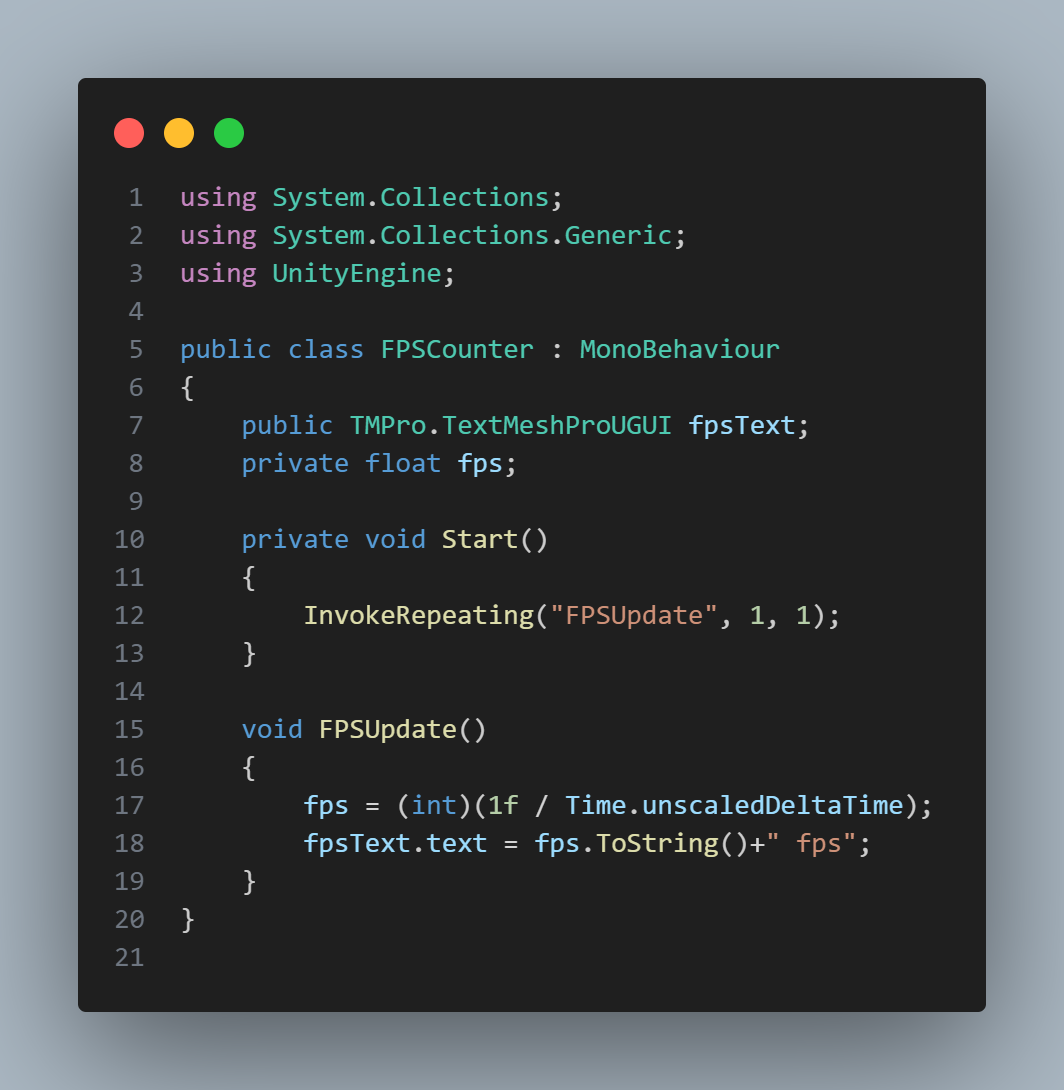 1 using System.Collections;
2 using System.Collections.Generic;
3 using UnityEngine;
4
5 public class FPSCounter : MonoBehaviour
6 {
7     public TMPro.TextMeshProUGUI fpsText;
8     private float fps;
9
10     private void Start()
11     {
12         InvokeRepeating("FPSUpdate", 1, 1);
13     }
14
15     void FPSUpdate()
16     {
17         fps = (int)(1f / Time.unscaledDeltaTime);
18         fpsText.text = fps.ToString()+" fps";
19     }
20 }
21